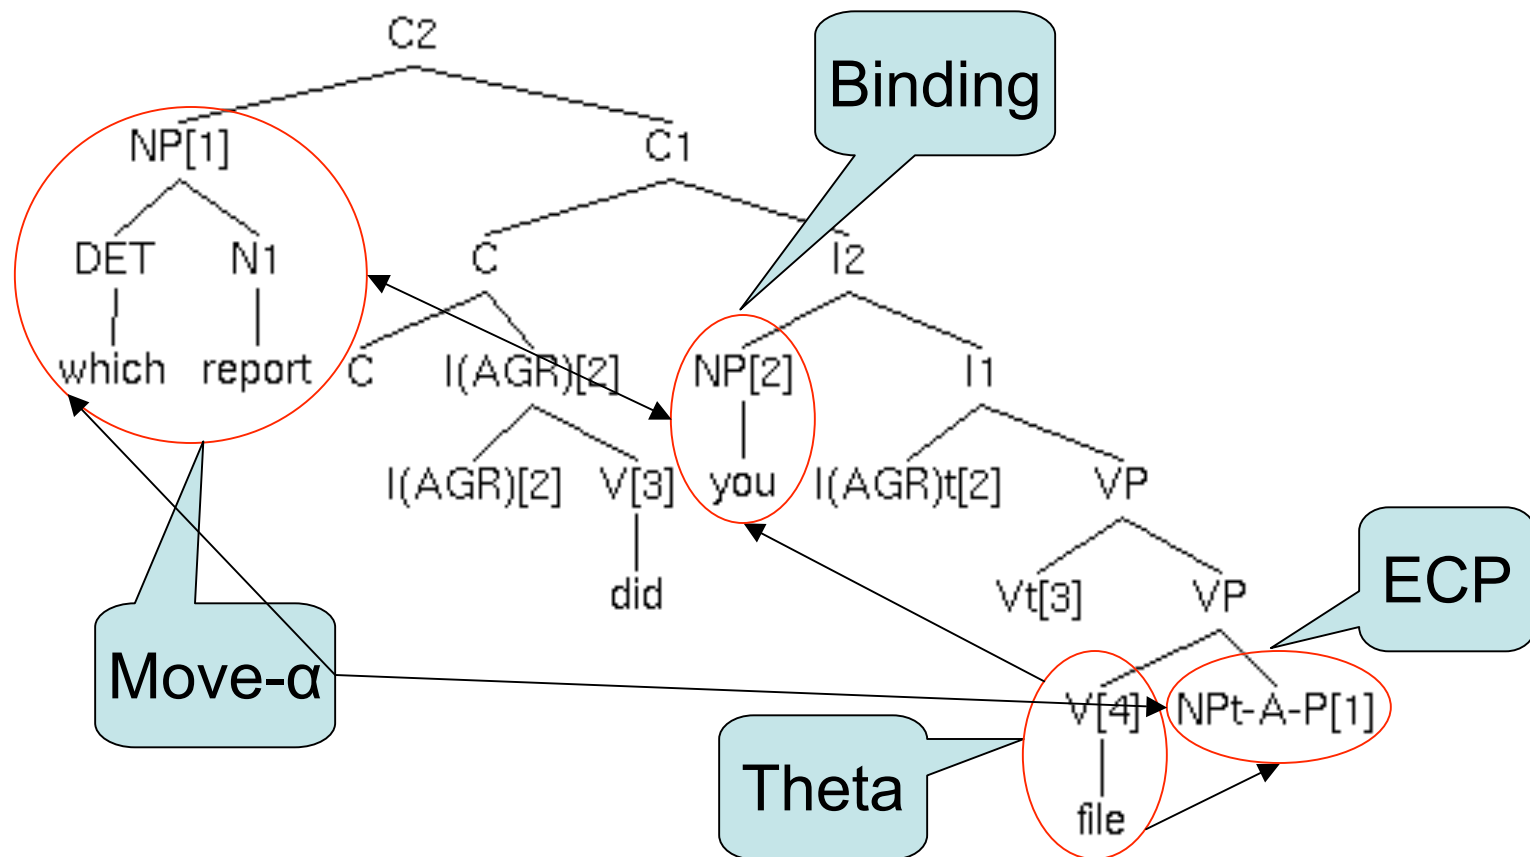 C2
Binding
NP[1] C1
DET N1 C I2
which report C I(AGR)[2] NP[2] I1
I(AGR)[2] V[3] you I(AGR)t[2] VP
did Vt[3] VP ECP
Move-α V[4] NPt-A-P[1]
Theta file